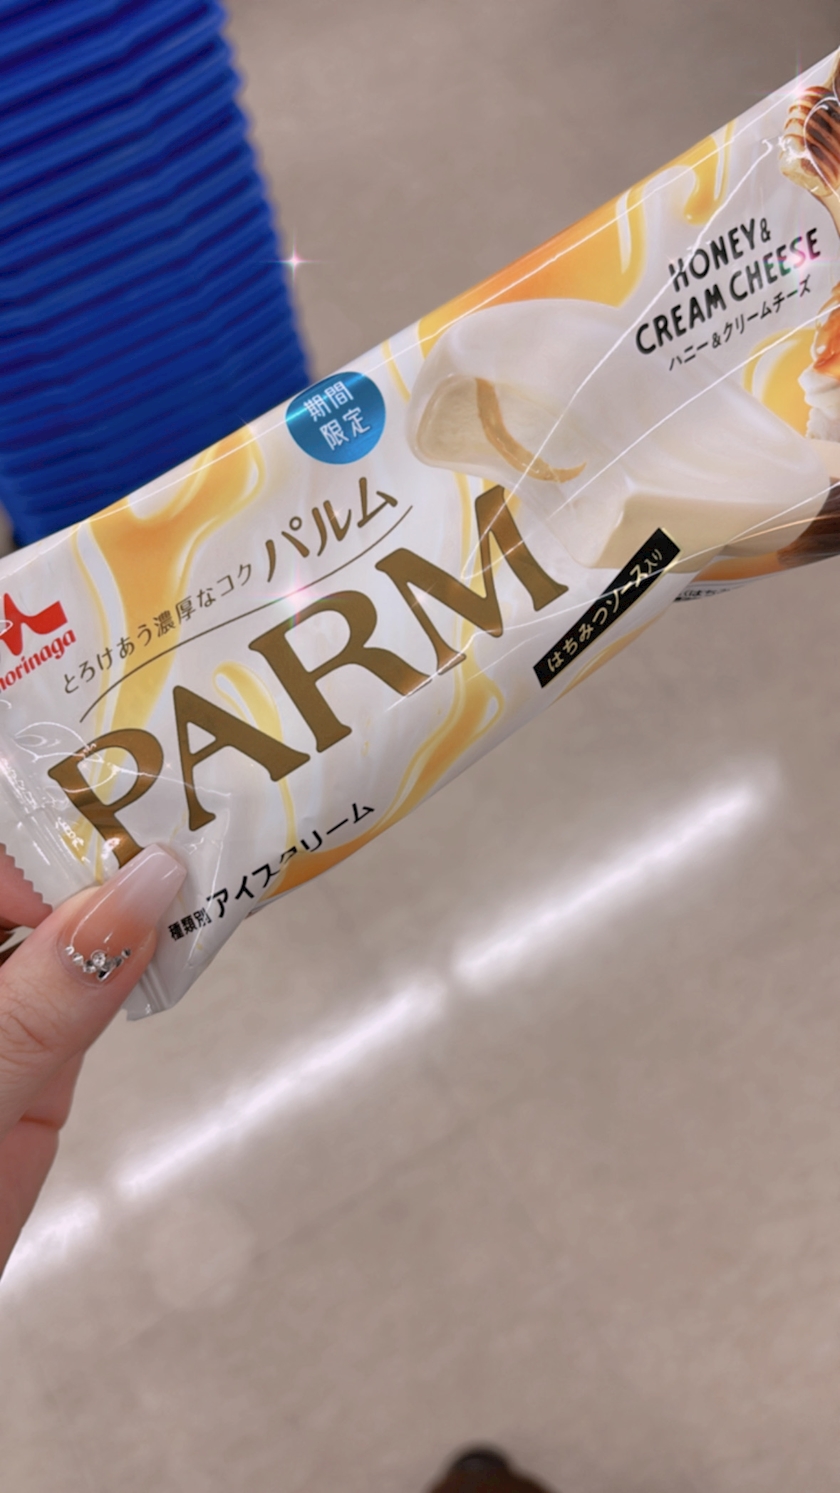 morinaga
期間
限定
とろけあう濃厚なコク パルム
PARM
種類別 アイスクリーム
HONEY&
CREAM CHEESE
ハニー&クリームチーズ
はちみつソース入り